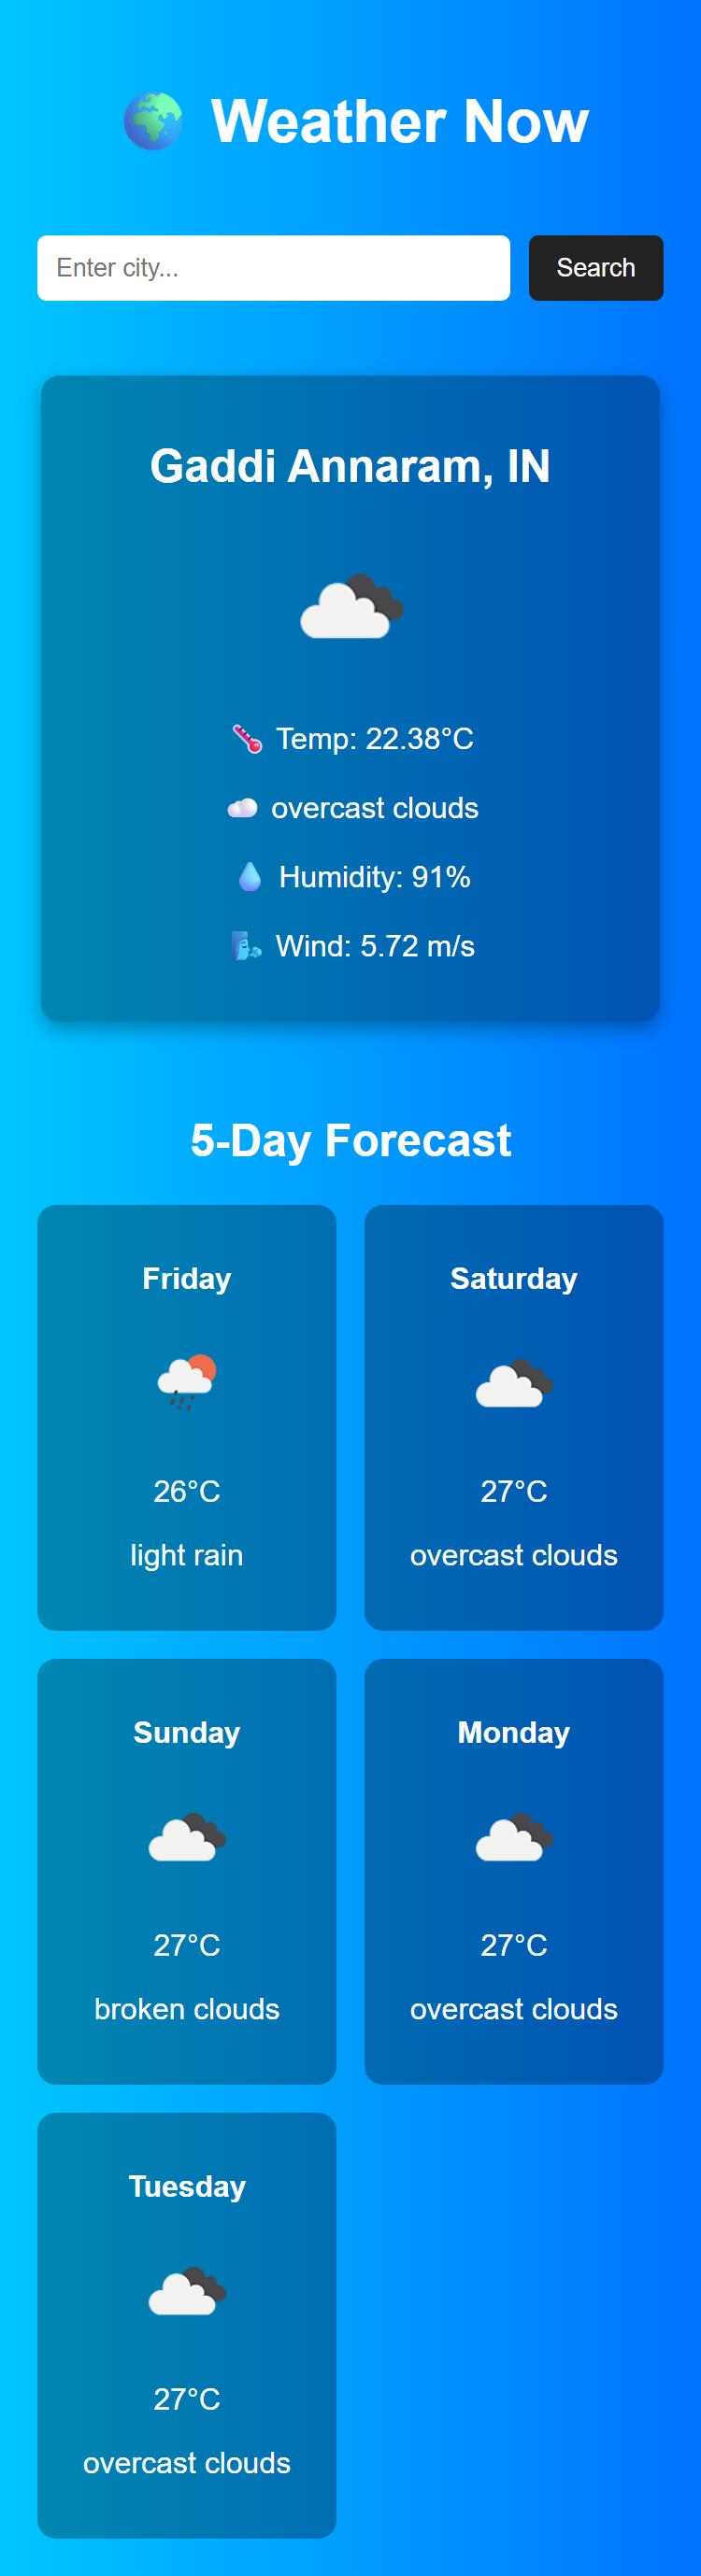 Weather Now
Enter city...
Search
Gaddi Annaram, IN
Temp: 22.38°C
overcast clouds
Humidity: 91%
Wind: 5.72 m/s
5-Day Forecast
Friday
26°C
light rain
Saturday
27°C
overcast clouds
Sunday
27°C
broken clouds
Monday
27°C
overcast clouds
Tuesday
27°C
overcast clouds